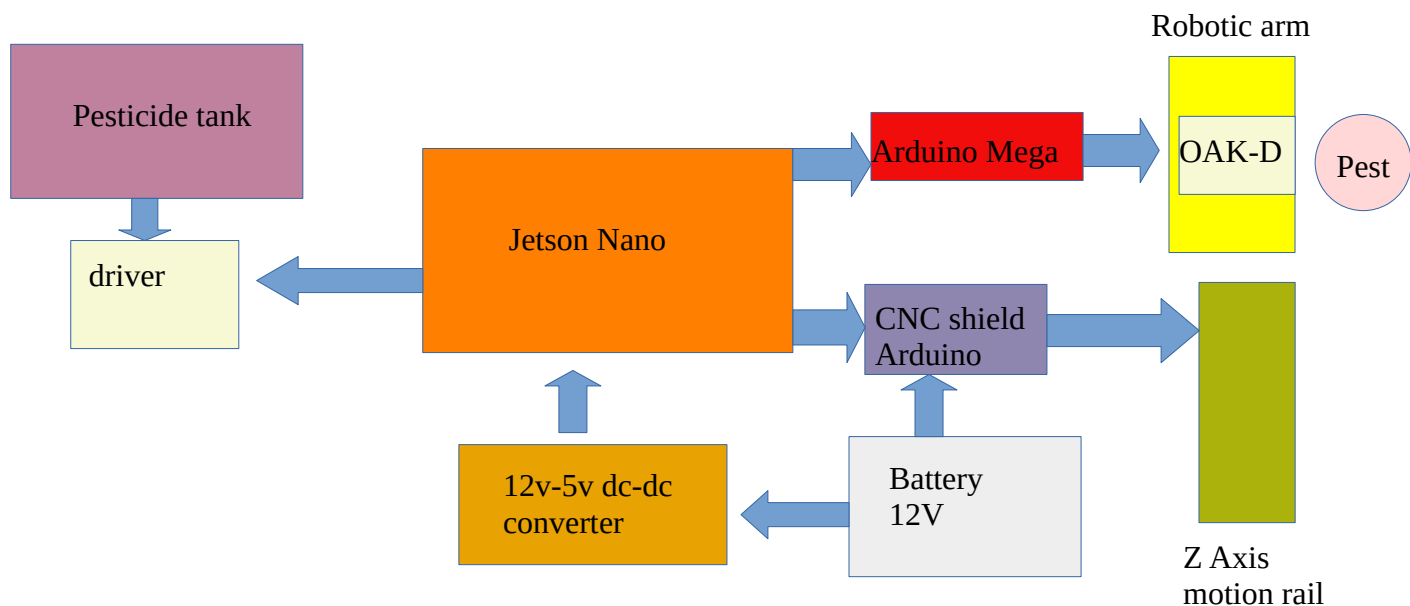 Robotic arm
Pesticide tank
Arduino Mega
OAK-D
Pest
Jetson Nano
driver
CNC shield
Arduino
12v-5v dc-dc
converter
Battery
12V
Z Axis
motion rail